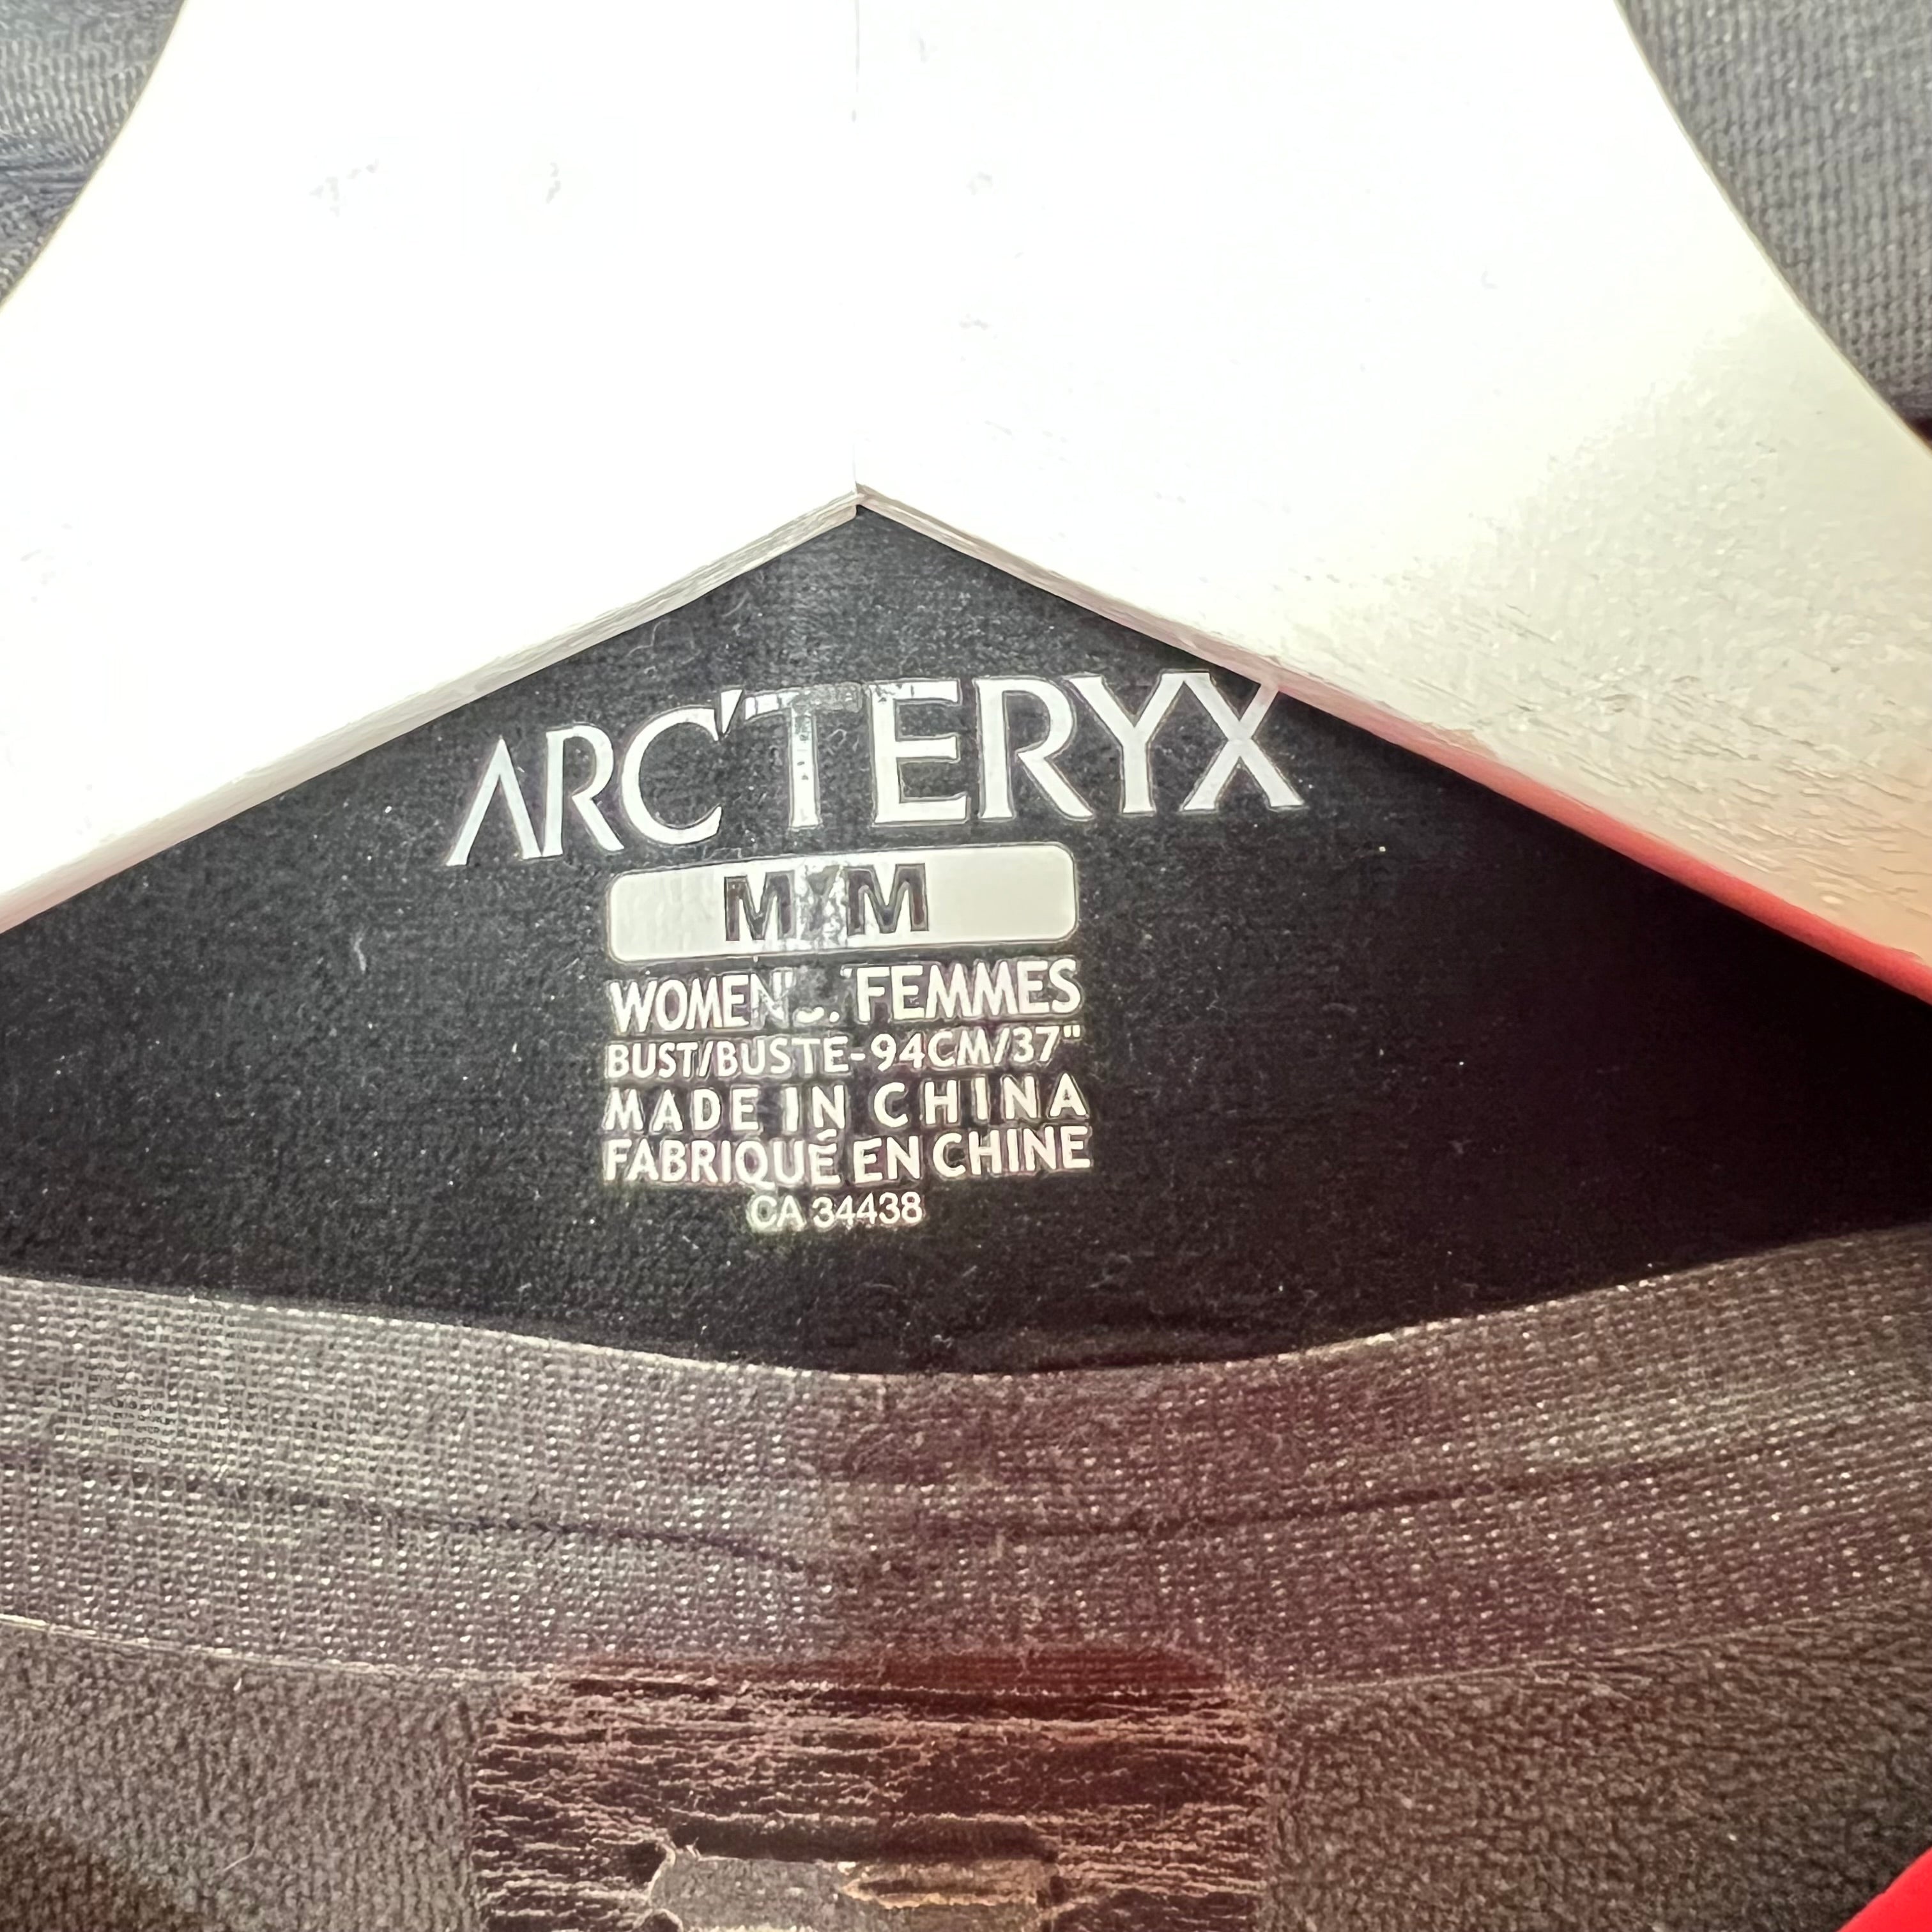 ARC'TERYX
M/M
WOMEN'S/FEMMES
BUST/BUSTE-94CM/37"
MADE IN CHINA
FABRIQUÉ EN CHINE
CA 34438